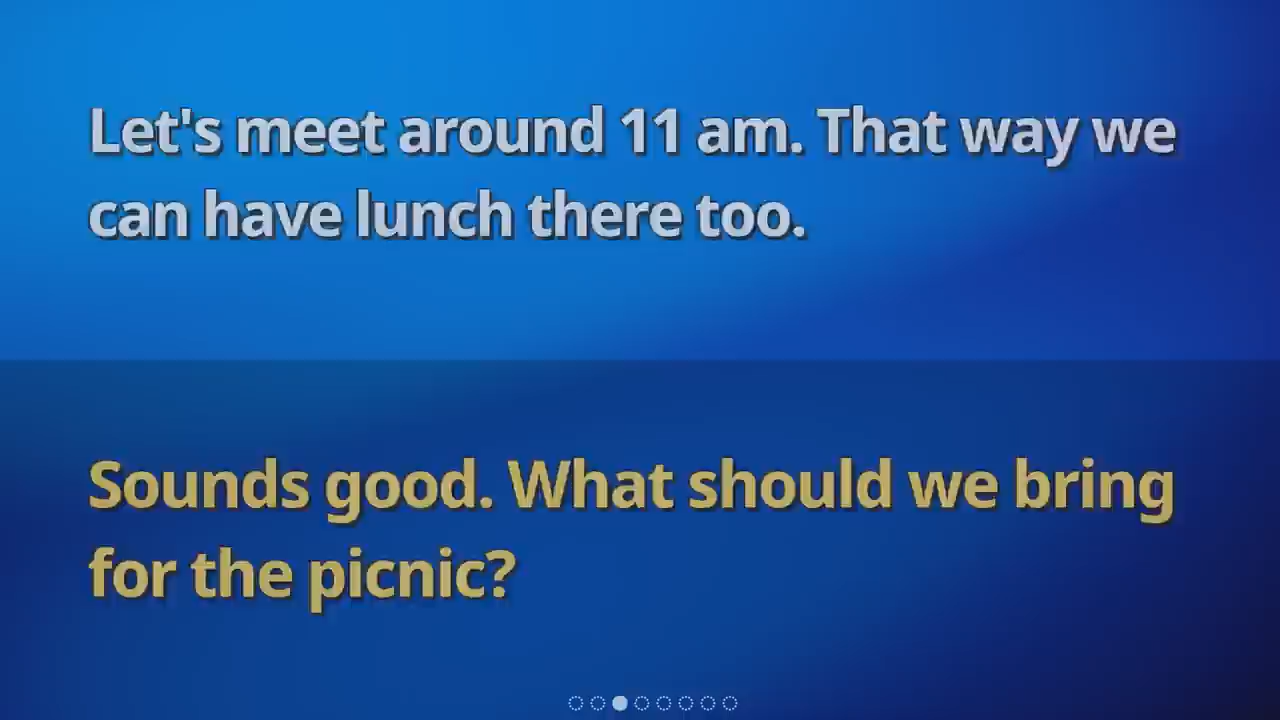 Let's meet around 11 am. That way we
can have lunch there too.
Sounds good. What should we bring
for the picnic?